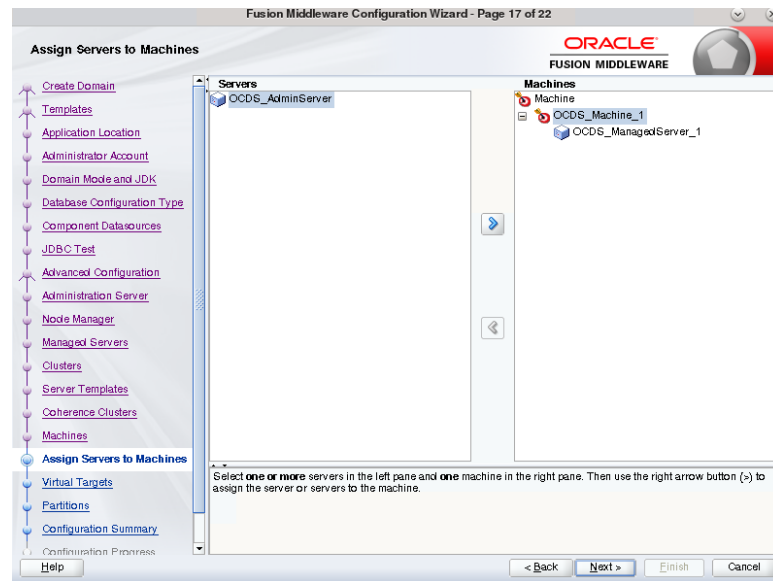 Fusion Middleware Configuration Wizard - Page 17 of 22
Assign Servers to Machines
ORACLE
FUSION MIDDLEWARE
Create Domain
Templates
Application Location
Administrator Account
Domain Mode and JDK
Database Configuration Type
Component Datasources
JDBC Test
Advanced Configuration
Administration Server
Node Manager
Managed Servers
Clusters
Server Templates
Coherence Clusters
Machines
Assign Servers to Machines
Virtual Targets
Partitions
Configuration Summary
Configuration Progress
Servers
OCDS_AdminServer
Machines
Machine
OCDS_Machine_1
OCDS_ManagedServer_1
Select one or more servers in the left pane and one machine in the right pane. Then use the right arrow button (>) to
assign the server or servers to the machine.
Help
< Back
Next >
Finish
Cancel